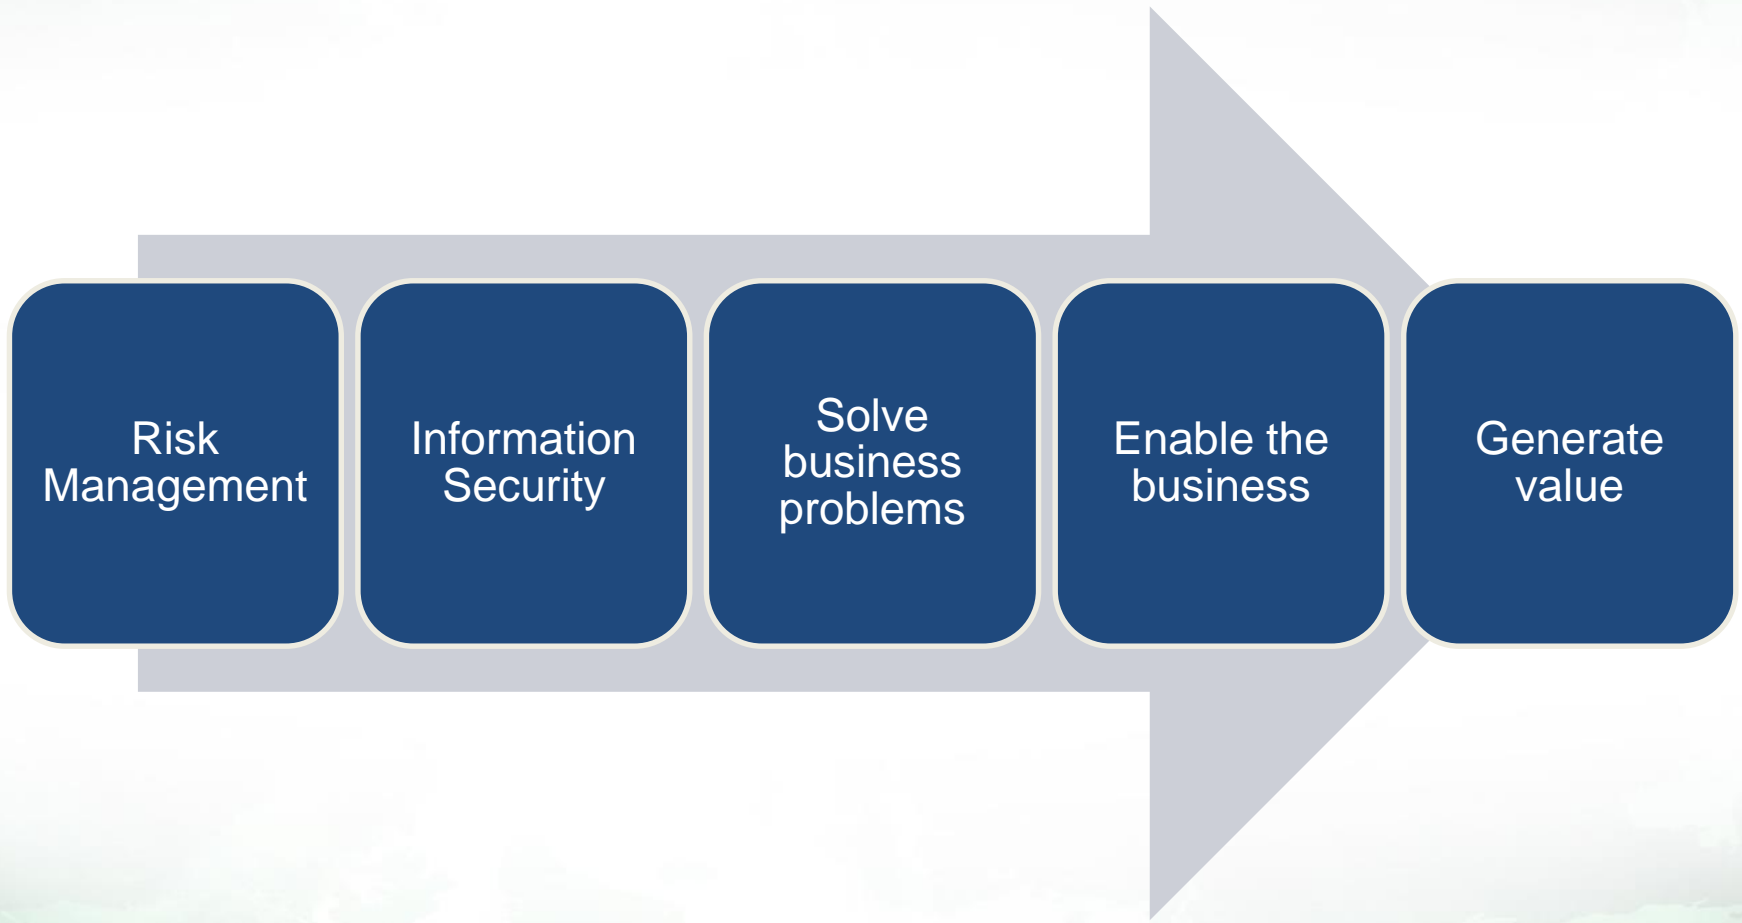 Risk
Management
Information
Security
Solve
business
problems
Enable the
business
Generate
value